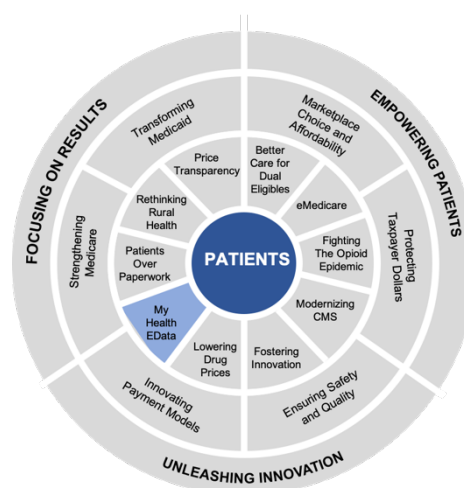 FOCUSING ON RESULTS
EMPOWERING PATIENTS
UNLEASHING INNOVATION
Transforming
Medicaid
Marketplace
Choice and
Affordability
Protecting
Taxpayer Dollars
Ensuring Safety
and Quality
Innovating
Payment Models
Strengthening
Medicare
Price
Transparency
Better
Care for
Dual
Eligibles
eMedicare
Fighting
The Opioid
Epidemic
Modernizing
CMS
Fostering
Innovation
Lowering
Drug
Prices
My
Health
EData
Patients
Over
Paperwork
Rethinking
Rural
Health
PATIENTS